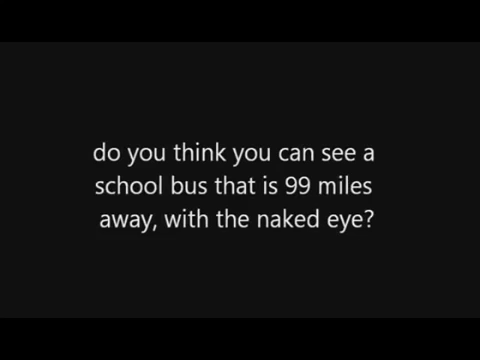 do you think you can see a
school bus that is 99 miles
away, with the naked eye?